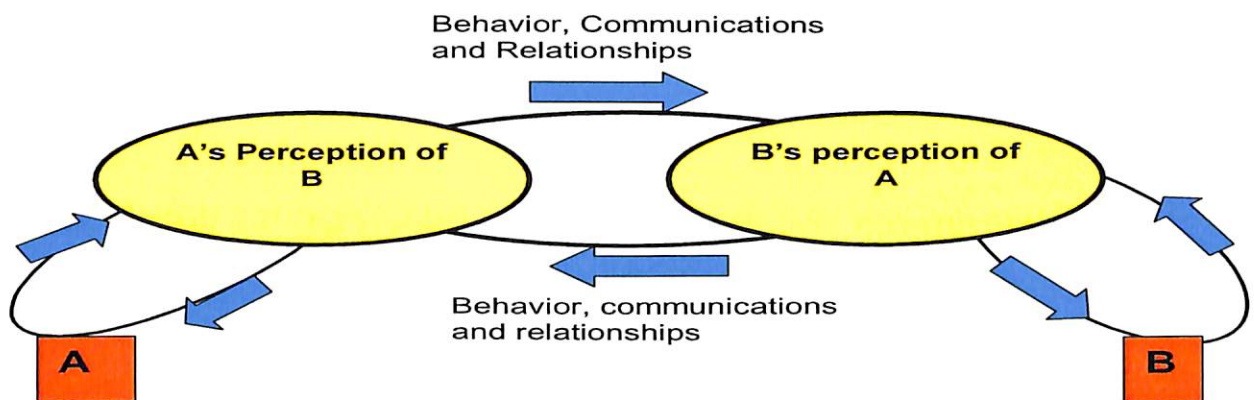 Behavior, Communications
and Relationships
A's Perception of
B
B's perception of
A
Behavior, communications
and relationships
A
B